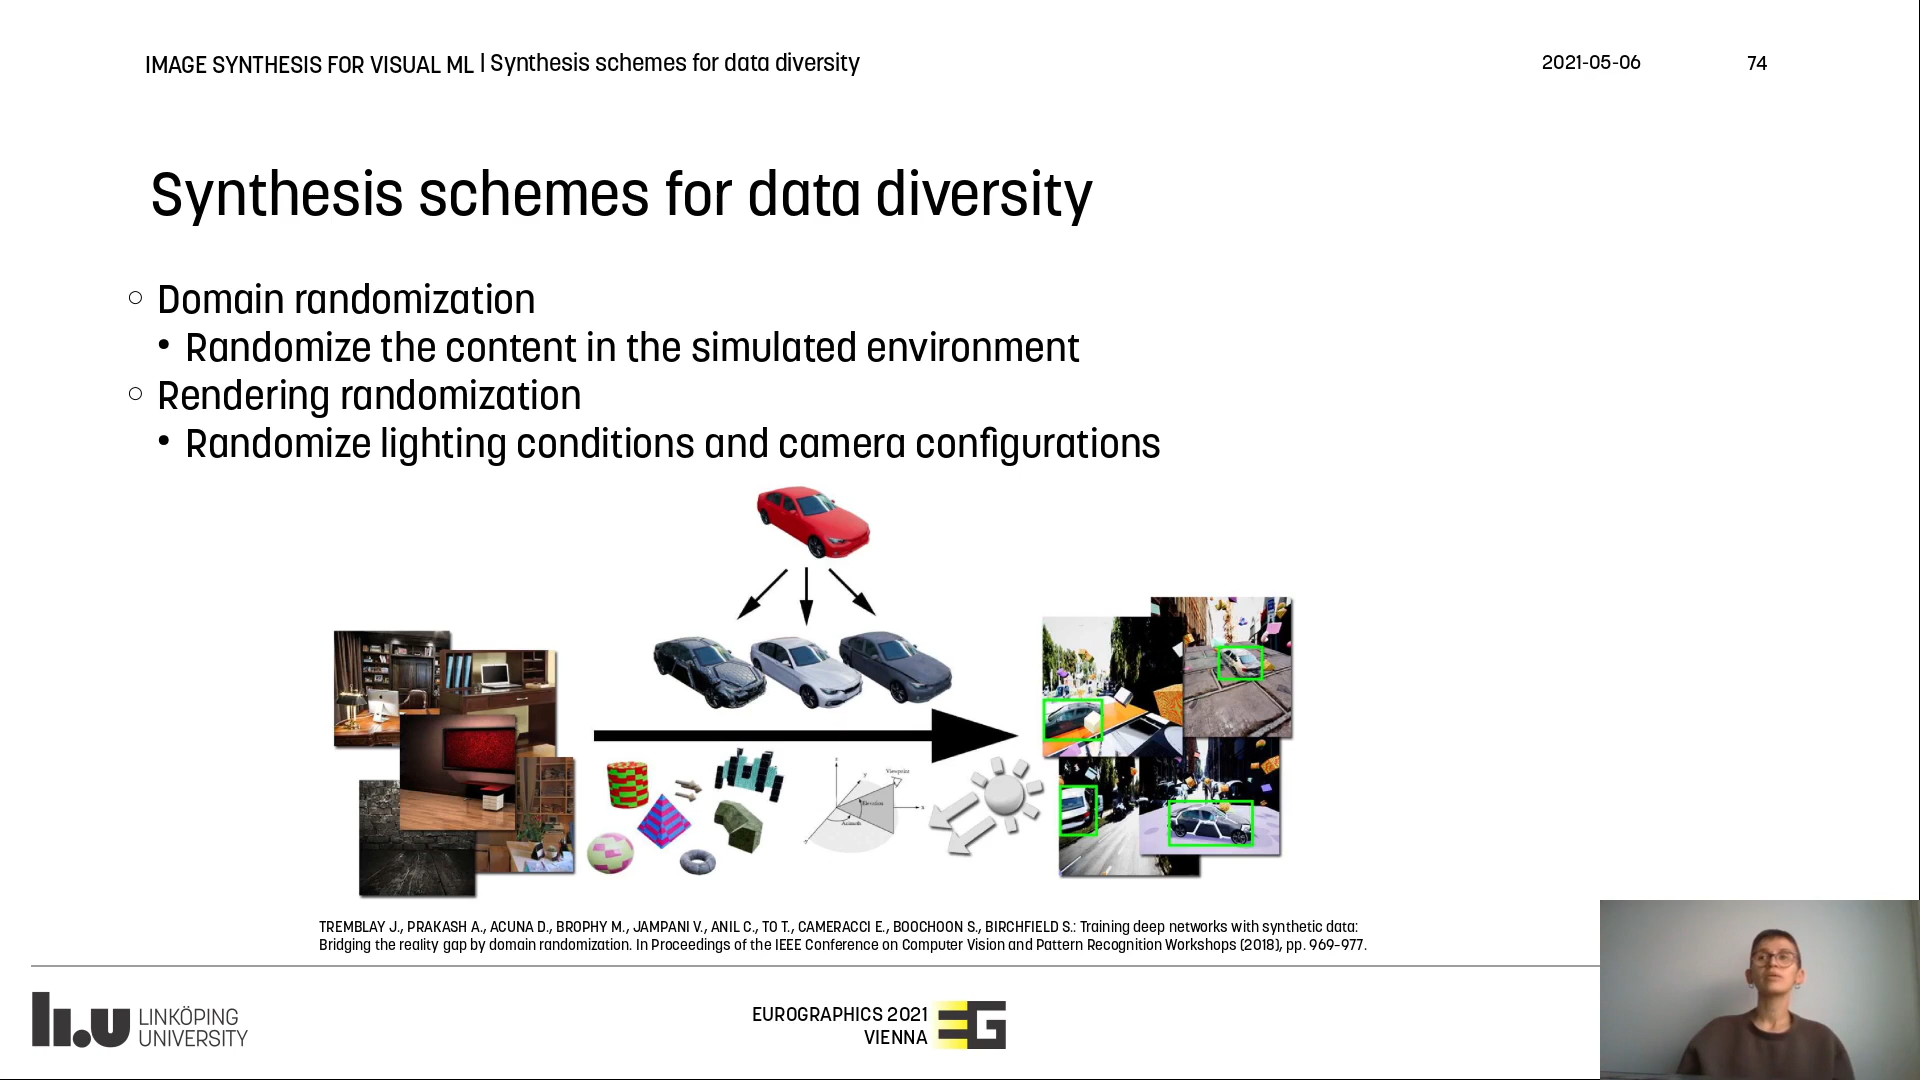 IMAGE SYNTHESIS FOR VISUAL ML | Synthesis schemes for data diversity
2021-05-06
74
Synthesis schemes for data diversity
Domain randomization
Randomize the content in the simulated environment
Rendering randomization
Randomize lighting conditions and camera configurations
Viewpoint
Elevation
Azimuth
TREMBLAY J., PRAKASH A., ACUNA D., BROPHY M., JAMPANI V., ANIL C., TO T., CAMERACCI E., BOOCHOON S., BIRCHFIELD S.: Training deep networks with synthetic data:
Bridging the reality gap by domain randomization. In Proceedings of the IEEE Conference on Computer Vision and Pattern Recognition Workshops (2018), pp. 969–977.
li.u LINKÖPING
UNIVERSITY
EUROGRAPHICS 2021
VIENNA
EG